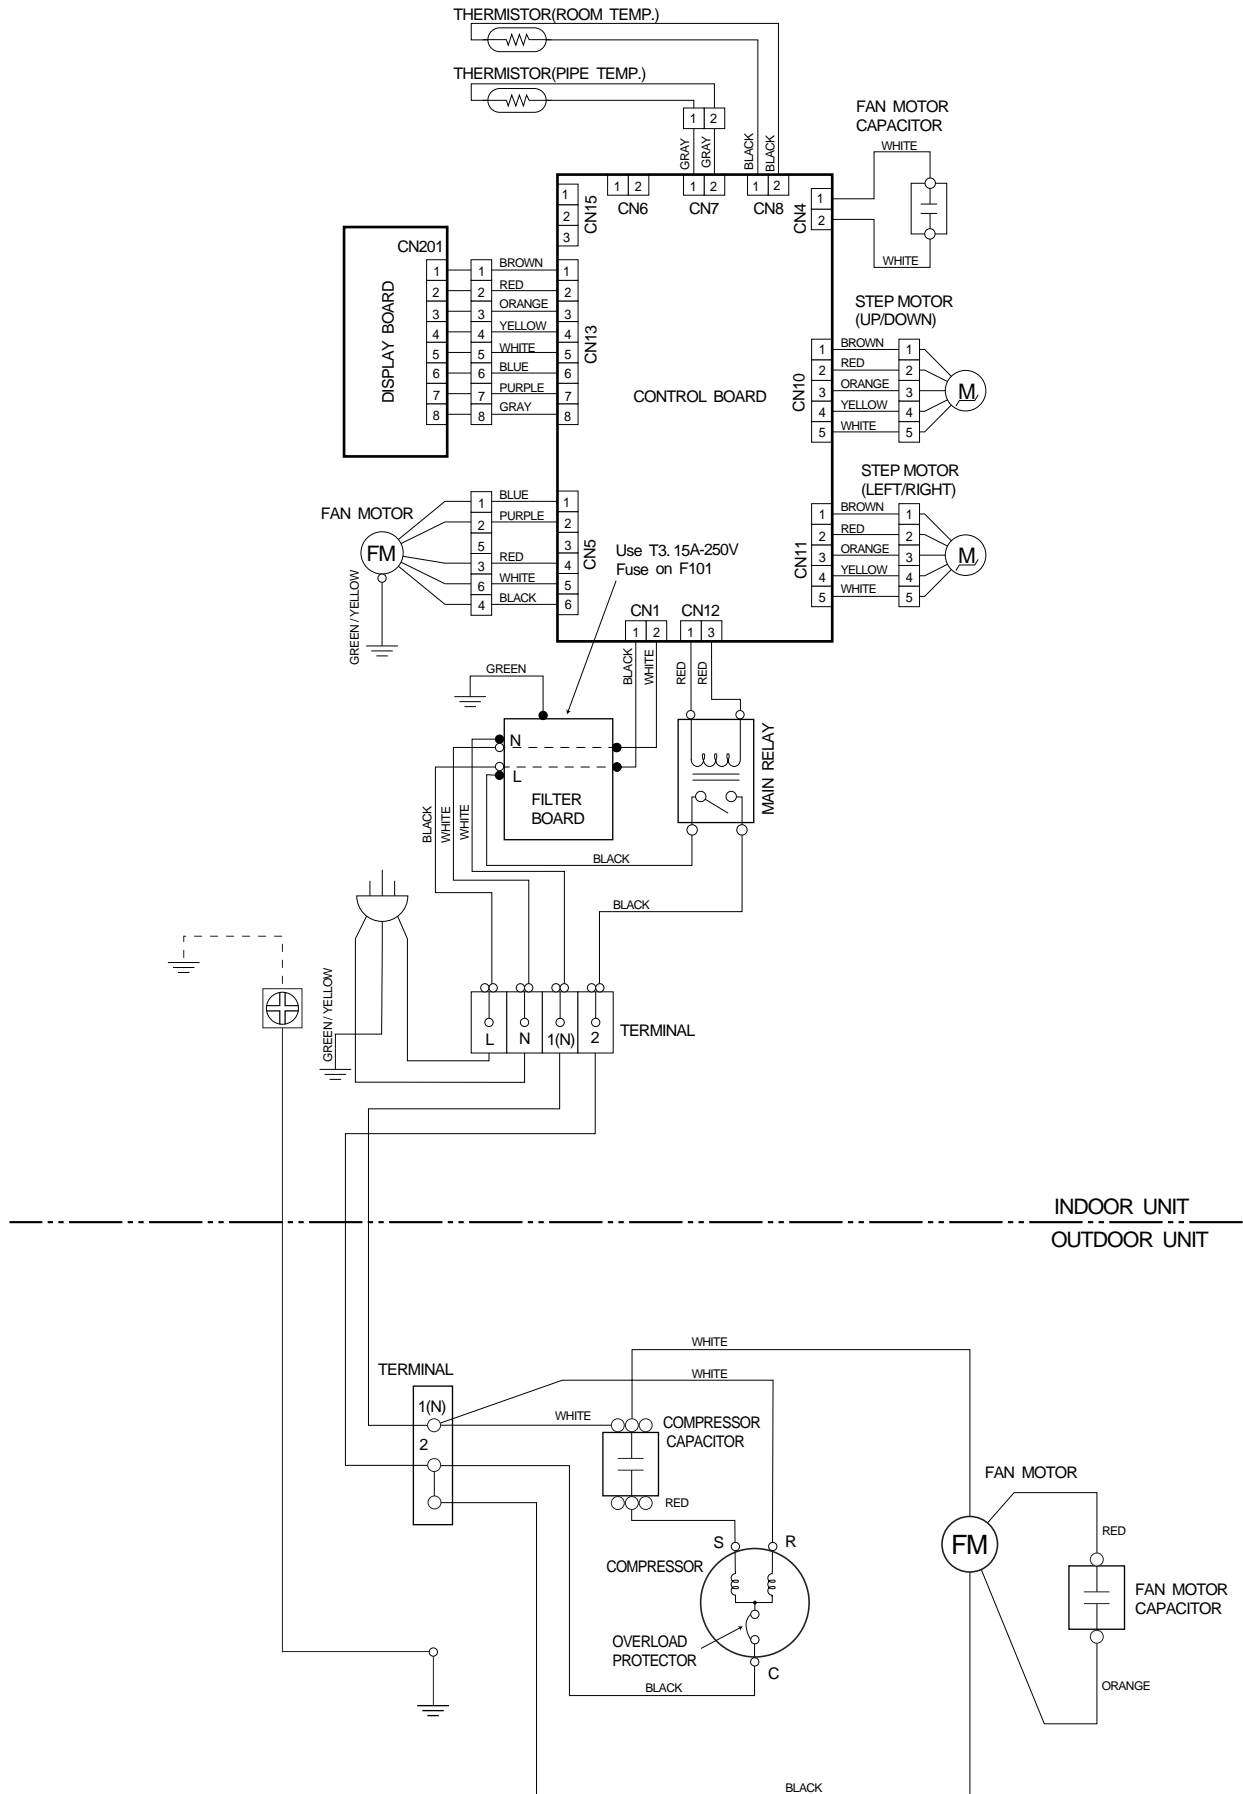 THERMISTOR(ROOM TEMP.)
THERMISTOR(PIPE TEMP.)
1 2
GRAY
GRAY
BLACK
BLACK
FAN MOTOR
CAPACITOR
WHITE
WHITE
1 2
CN6
1 2
CN7
1 2
CN8
1
2
CN4
1
2
3
CN15
DISPLAY BOARD
CN201
1 1 BROWN 1
2 2 RED 2
3 3 ORANGE 3
4 4 YELLOW 4
5 5 WHITE 5
6 6 BLUE 6
7 7 PURPLE 7
8 8 GRAY 8
CN13
CONTROL BOARD
STEP MOTOR
(UP/DOWN)
CN10
1 BROWN 1
2 RED 2
3 ORANGE 3
4 YELLOW 4
5 WHITE 5
M
STEP MOTOR
(LEFT/RIGHT)
CN11
1 BROWN 1
2 RED 2
3 ORANGE 3
4 YELLOW 4
5 WHITE 5
M
FAN MOTOR
FM
GREEN/YELLOW
1 BLUE 1
2 PURPLE 2
5 3
3 RED 4
6 WHITE 5
4 BLACK 6
CN5
Use T3. 15A-250V
Fuse on F101
CN1
1 2
CN12
1 3
BLACK
WHITE
RED
RED
GREEN
N
L
FILTER
BOARD
MAIN RELAY
BLACK
WHITE
WHITE
BLACK
BLACK
GREEN/YELLOW
L N 1(N) 2
TERMINAL
INDOOR UNIT
OUTDOOR UNIT
WHITE
WHITE
TERMINAL
1(N)
2
WHITE
COMPRESSOR
CAPACITOR
RED
S R
COMPRESSOR
OVERLOAD
PROTECTOR
C
BLACK
FAN MOTOR
FM
RED
FAN MOTOR
CAPACITOR
ORANGE
BLACK